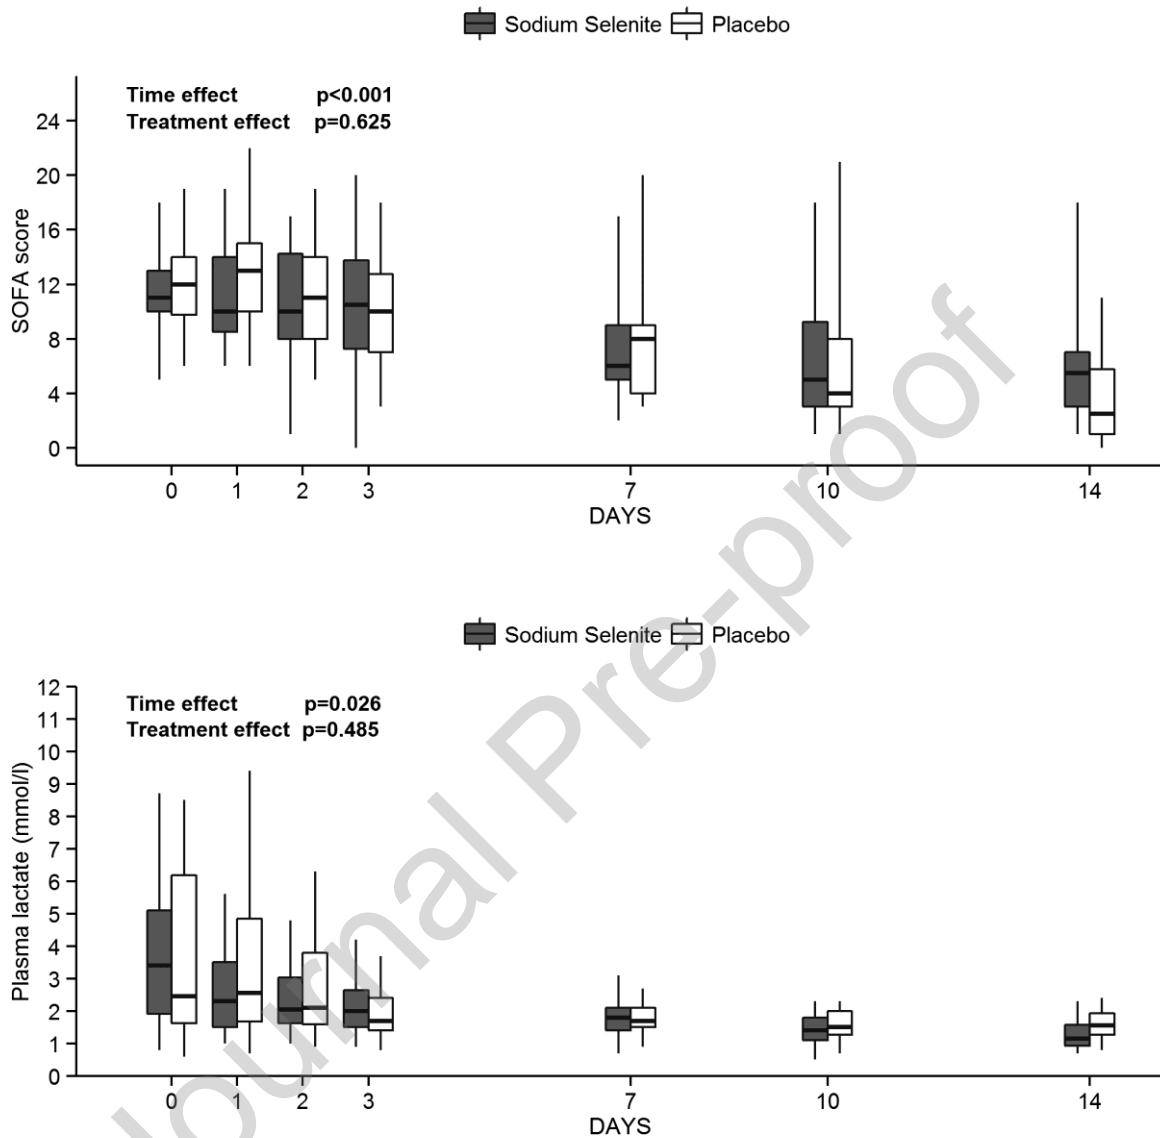 Sodium Selenite Placebo
Time effect p<0.001
Treatment effect p=0.625
SOFA score
24
20
16
12
8
4
0
0 1 2 3 7 10 14
DAYS
Sodium Selenite Placebo
Time effect p=0.026
Treatment effect p=0.485
Plasma lactate (mmol/l)
12
11
10
9
8
7
6
5
4
3
2
1
0
0 1 2 3 7 10 14
DAYS
Journal Pre-proof